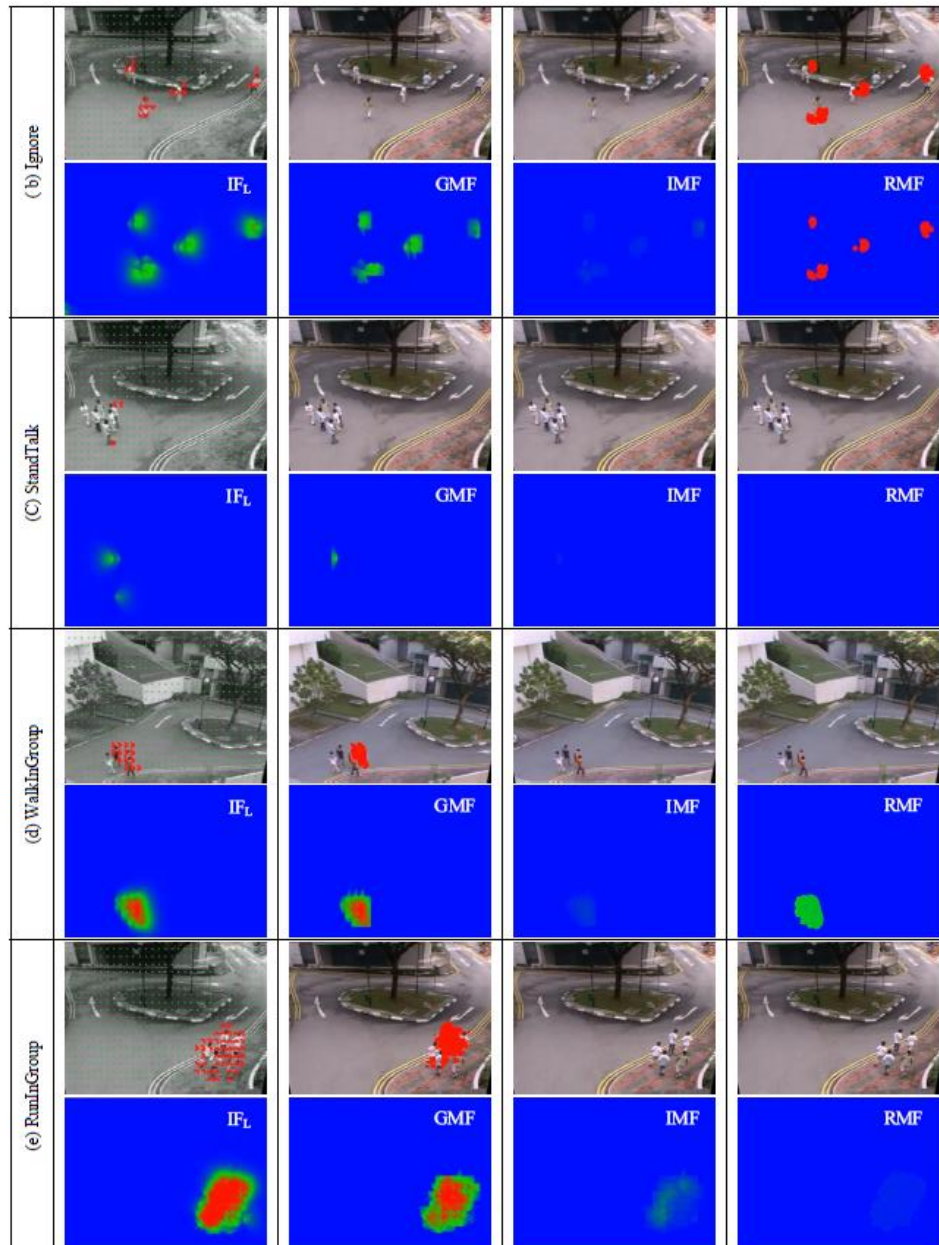 (b) Ignore
IFL
GMF
IMF
RMF
(C) StandTalk
IFL
GMF
IMF
RMF
(d) WalkInGroup
IFL
GMF
IMF
RMF
(e) RunInGroup
IFL
GMF
IMF
RMF